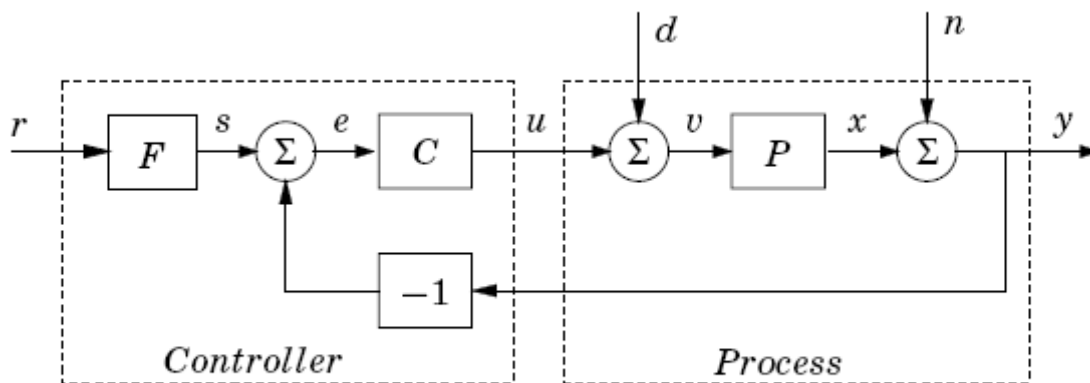 d n
r F s Σ e C u Σ v P x Σ y
−1
Controller Process